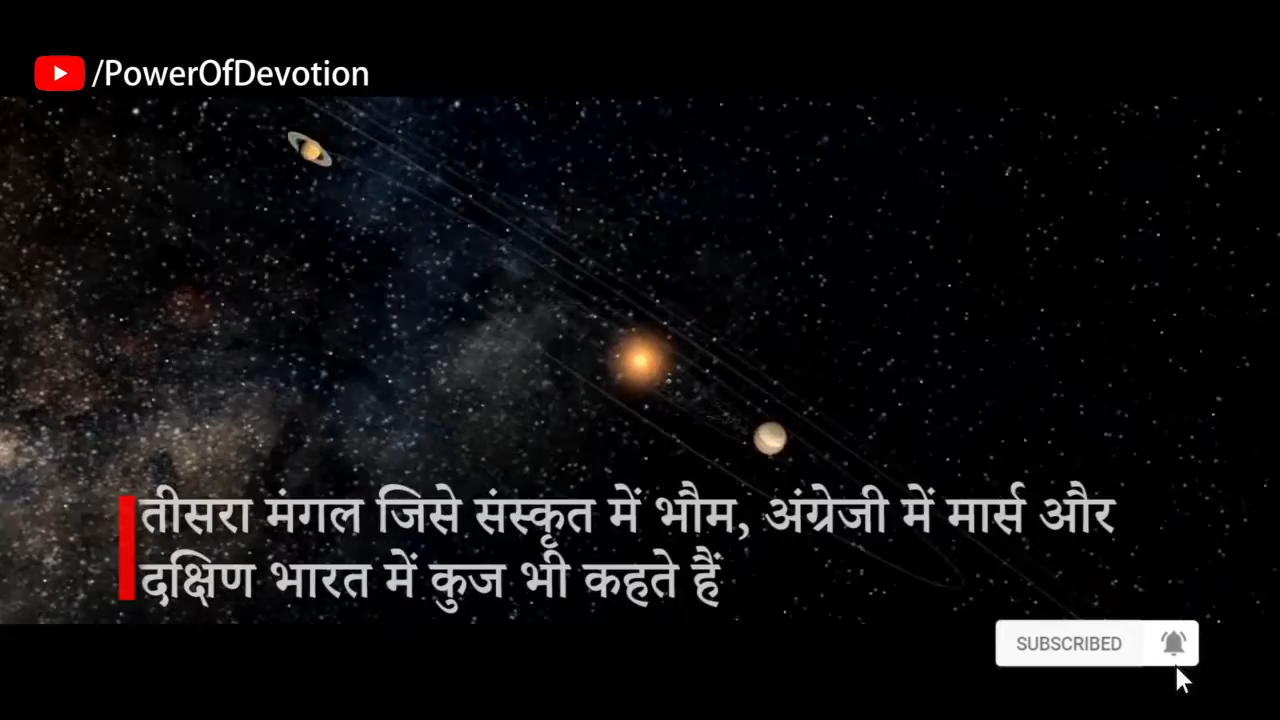 /PowerOfDevotion
तीसरा मंगल जिसे संस्कृत में भौम, अंग्रेजी में मार्स और
दक्षिण भारत में कुज भी कहते हैं
SUBSCRIBED